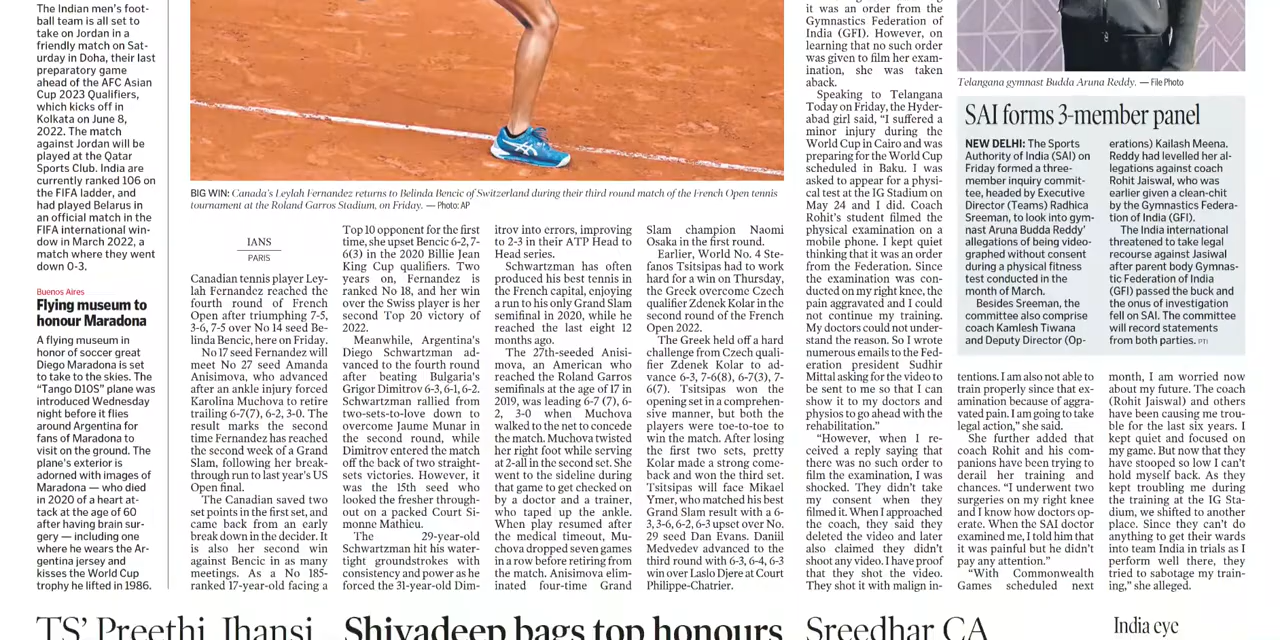 The Indian men's foot-
ball team is all set to
take on Jordan in a
friendly match on Sat-
urday in Doha, their last
preparatory game
ahead of the AFC Asian
Cup 2023 Qualifiers,
which kicks off in
Kolkata on June 8,
2022. The match
against Jordan will be
played at the Qatar
Sports Club. India are
currently ranked 106 on
the FIFA ladder, and
had played Belarus in
an official match in the
FIFA international win-
dow in March 2022, a
match where they went
down 0-3.
Buenos Aires
Flying museum to
honour Maradona
A flying museum in
honor of soccer great
Diego Maradona is set
to take to the skies. The
"Tango D10S" plane was
introduced Wednesday
night before it flies
around Argentina for
fans of Maradona to
visit on the ground. The
plane's exterior is
adorned with images of
Maradona — who died
in 2020 of a heart at-
tack at the age of 60
after having brain sur-
gery — including one
where he wears the Ar-
gentina jersey and
kisses the World Cup
trophy he lifted in 1986.
BIG WIN: Canada's Leylah Fernandez returns to Belinda Bencic of Switzerland during their third round match of the French Open tennis
tournament at the Roland Garros Stadium, on Friday. — Photo: AP
IANS
PARIS
Canadian tennis player Ley-
lah Fernandez reached the
fourth round of French
Open after triumphing 7-5,
3-6, 7-5 over No 14 seed Be-
linda Bencic, here on Friday.
No 17 seed Fernandez will
meet No 27 seed Amanda
Anisimova, who advanced
after an ankle injury forced
Karolina Muchova to retire
trailing 6-7(7), 6-2, 3-0. The
result marks the second
time Fernandez has reached
the second week of a Grand
Slam, following her break-
through run to last year's US
Open final.
The Canadian saved two
set points in the first set, and
came back from an early
break down in the decider. It
is also her second win
against Bencic in as many
meetings. As a No 185-
ranked 17-year-old facing a
Top 10 opponent for the first
time, she upset Bencic 6-2, 7-
6(3) in the 2020 Billie Jean
King Cup qualifiers. Two
years on, Fernandez is
ranked No 18, and her win
over the Swiss player is her
second Top 20 victory of
2022.
Meanwhile, Argentina's
Diego Schwartzman ad-
vanced to the fourth round
after beating Bulgaria's
Grigor Dimitrov 6-3, 6-1, 6-2.
Schwartzman rallied from
two-sets-to-love down to
overcome Jaume Munar in
the second round, while
Dimitrov entered the match
off the back of two straight-
sets victories. However, it
was the 15th seed who
looked the fresher through-
out on a packed Court Si-
monne Mathieu.
The 29-year-old
Schwartzman hit his water-
tight groundstrokes with
consistency and power as he
forced the 31-year-old Dim-
itrov into errors, improving
to 2-3 in their ATP Head to
Head series.
Schwartzman has often
produced his best tennis in
the French capital, enjoying
a run to his only Grand Slam
semifinal in 2020, while he
reached the last eight 12
months ago.
The 27th-seeded Anisi-
mova, an American who
reached the Roland Garros
semifinals at the age of 17 in
2019, was leading 6-7 (7), 6-
2, 3-0 when Muchova
walked to the net to concede
the match. Muchova twisted
her right foot while serving
at 2-all in the second set. She
went to the sideline during
that game to get checked on
by a doctor and a trainer,
who taped up the ankle.
When play resumed after
the medical timeout, Mu-
chova dropped seven games
in a row before retiring from
the match. Anisimova elim-
inated four-time Grand
Slam champion Naomi
Osaka in the first round.
Earlier, World No. 4 Ste-
fanos Tsitsipas had to work
hard for a win on Thursday,
the Greek overcome Czech
qualifier Zdenek Kolar in the
second round of the French
Open 2022.
The Greek held off a hard
challenge from Czech quali-
fier Zdenek Kolar to ad-
vance 6-3, 7-6(8), 6-7(3), 7-
6(7). Tsitsipas won the
opening set in a comprehen-
sive manner, but both the
players were toe-to-toe to
win the match. After losing
the first two sets, pretty
Kolar made a strong come-
back and won the third set.
Tsitsipas will face Mikael
Ymer, who matched his best
Grand Slam result with a 6-
3,3-6, 6-2, 6-3 upset over No.
29 seed Dan Evans. Daniil
Medvedev advanced to the
third round with 6-3, 6-4, 6-3
win over Laslo Djere at Court
Philippe-Chatrier.
it was an order from the
Gymnastics Federation of
India (GFI). However, on
learning that no such order
was given to film her exam-
ination, she was taken
aback.
Speaking to Telangana
Today on Friday, the Hyder-
abad girl said, "I suffered a
minor injury during the
World Cup in Cairo and was
preparing for the World Cup
scheduled in Baku. I was
asked to appear for a physi-
cal test at the IG Stadium on
May 24 and I did. Coach
Rohit's student filmed the
physical examination on a
mobile phone. I kept quiet
thinking that it was an order
from the Federation. Since
the examination was con-
ducted on my right knee, the
pain aggravated and I could
not continue my training.
My doctors could not under-
stand the reason. So I wrote
numerous emails to the Fed-
eration president Sudhir
Mittal asking for the video to
be sent to me so that I can
show it to my doctors and
physios to go ahead with the
rehabilitation."
"However, when I re-
ceived a reply saying that
there was no such order to
film the examination, I was
shocked. They didn't take
my consent when they
filmed it. When I approached
the coach, they said they
deleted the video and later
also claimed they didn't
shoot any video. I have proof
that they shot the video.
They shot it with malign in-
Telangana gymnast Budda Aruna Reddy. — File Photo
SAI forms 3-member panel
NEW DELHI: The Sports
Authority of India (SAI) on
Friday formed a three-
member inquiry commit-
tee, headed by Executive
Director (Teams) Radhica
Sreeman, to look into gym-
nast Aruna Budda Reddy'
allegations of being video-
graphed without consent
during a physical fitness
test conducted in the
month of March.
Besides Sreeman, the
committee also comprise
coach Kamlesh Tiwana
and Deputy Director (Op-
erations) Kailash Meena.
Reddy had levelled her al-
legations against coach
Rohit Jaiswal, who was
earlier given a clean-chit
by the Gymnastics Federa-
tion of India (GFI).
The India international
threatened to take legal
recourse against Jasiwal
after parent body Gymnas-
tic Federation of India
(GFI) passed the buck and
the onus of investigation
fell on SAI. The committee
will record statements
from both parties. PTI
tentions. I am also not able to
train properly since that ex-
amination because of aggra-
vated pain. I am going to take
legal action," she said.
She further added that
coach Rohit and his com-
panions have been trying to
derail her training and
chances. "I underwent two
surgeries on my right knee
and I know how doctors op-
erate. When the SAI doctor
examined me, I told him that
it was painful but he didn't
pay any attention."
"With Commonwealth
Games scheduled next
month, I am worried now
about my future. The coach
(Rohit Jaiswal) and others
have been causing me trou-
ble for the last six years. I
kept quiet and focused on
my game. But now that they
have stooped so low I can't
hold myself back. As they
kept troubling me during
the training at the IG Sta-
dium, we shifted to another
place. Since they can't do
anything to get their wards
into team India in trials as I
perform well there, they
tried to sabotage my train-
ing," she alleged.
TS' Preethi, Jhansi
Shivadeep bags top honours
Sreedhar CA
India eye